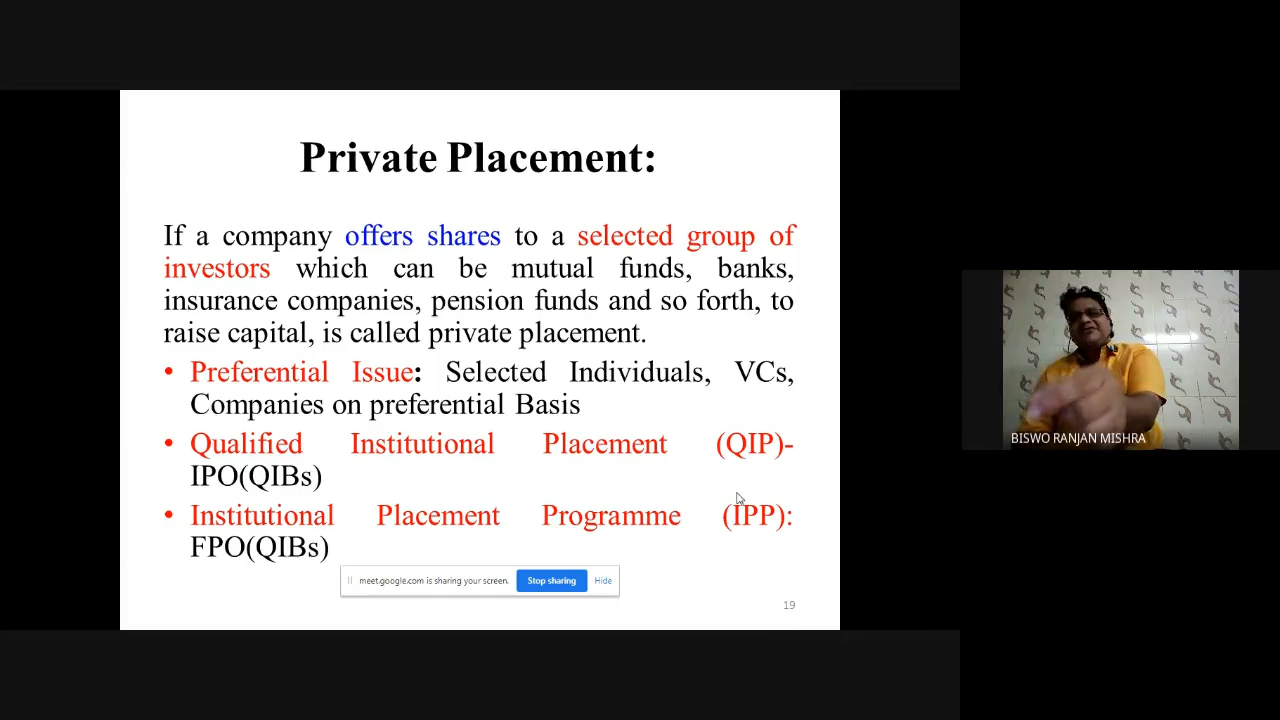 Private Placement:
If a company offers shares to a selected group of
investors which can be mutual funds, banks,
insurance companies, pension funds and so forth, to
raise capital, is called private placement.
• Preferential Issue: Selected Individuals, VCs,
Companies on preferential Basis
• Qualified Institutional Placement (QIP)-
IPO(QIBs)
• Institutional Placement Programme (IPP):
FPO(QIBs)
meet.google.com is sharing your screen. Stop sharing Hide
19
BISWO RANJAN MISHRA